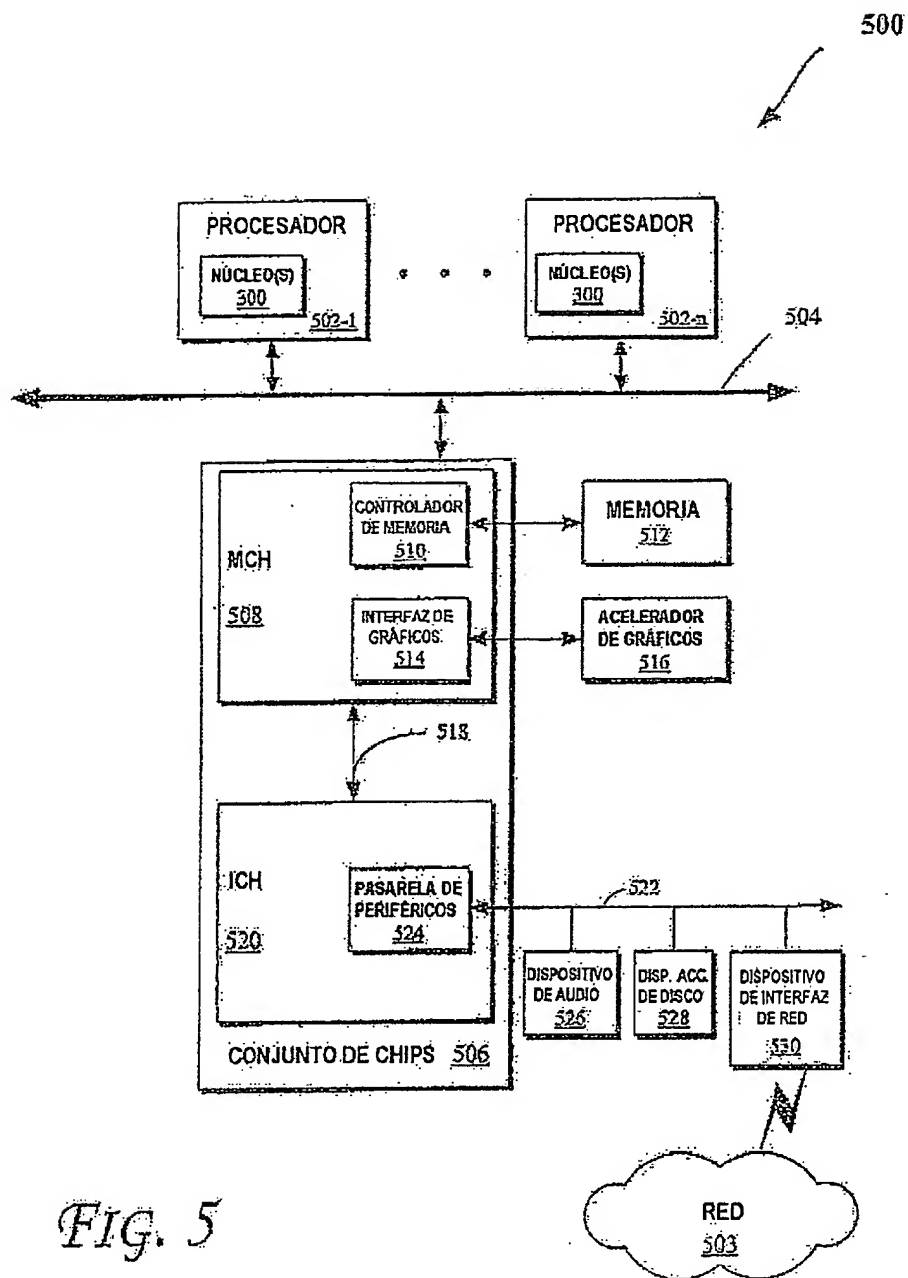 500
PROCESADOR
NÚCLEO(S)
300
502-1
PROCESADOR
NÚCLEO(S)
300
502-n
504
MCH
508
CONTROLADOR
DE MEMORIA
510
MEMORIA
512
INTERFAZ DE
GRÁFICOS
514
ACELERADOR
DE GRÁFICOS
516
518
ICH
520
PASARELA DE
PERIFÉRICOS
524
522
DISPOSITIVO
DE AUDIO
526
DISP. ACC.
DE DISCO
528
DISPOSITIVO
DE INTERFAZ
DE RED
530
CONJUNTO DE CHIPS 506
RED
503
FIG. 5